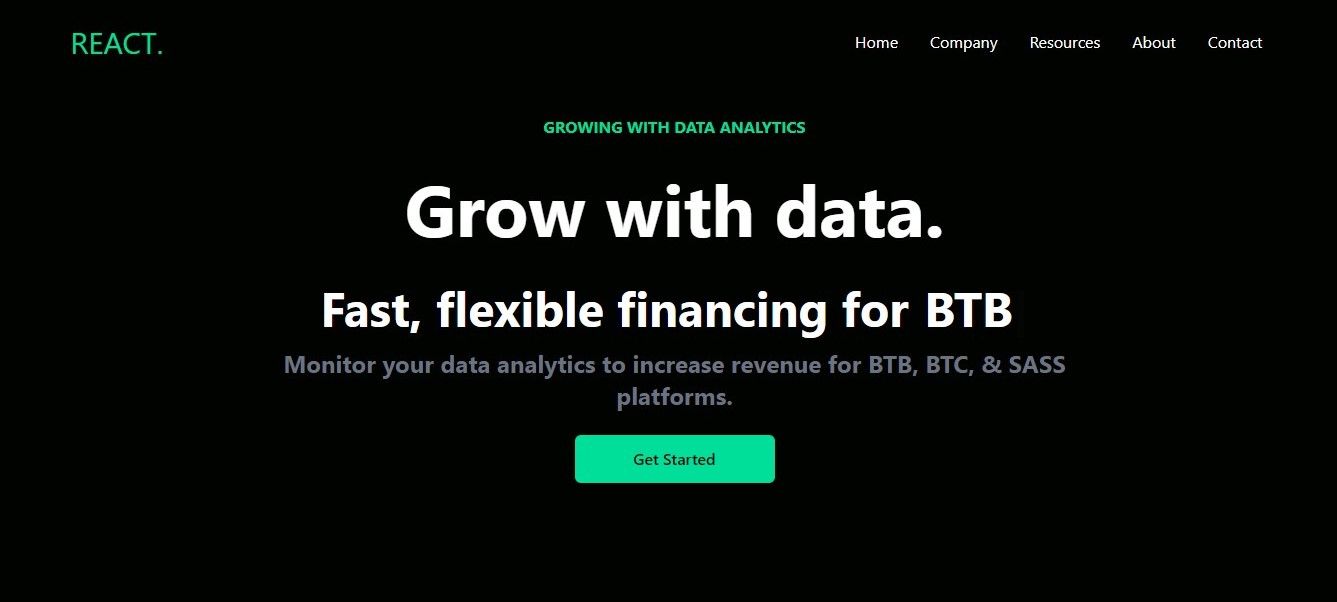 REACT.
Home Company Resources About Contact
GROWING WITH DATA ANALYTICS
Grow with data.
Fast, flexible financing for BTB
Monitor your data analytics to increase revenue for BTB, BTC, & SASS
platforms.
Get Started